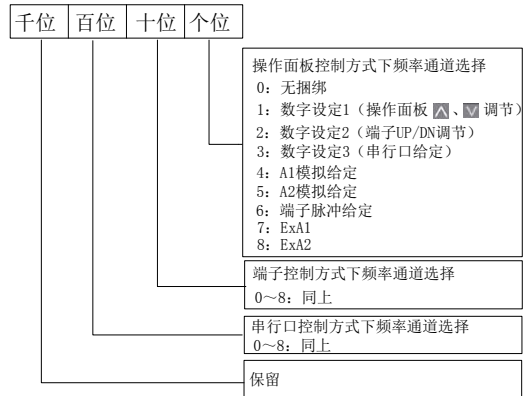 千位 百位 十位 个位
操作面板控制方式下频率通道选择
0：无捆绑
1：数字设定1（操作面板 ∧、∨ 调节）
2：数字设定2（端子UP/DN调节）
3：数字设定3（串行口给定）
4：A1模拟给定
5：A2模拟给定
6：端子脉冲给定
7：ExA1
8：ExA2
端子控制方式下频率通道选择
0～8：同上
串行口控制方式下频率通道选择
0～8：同上
保留